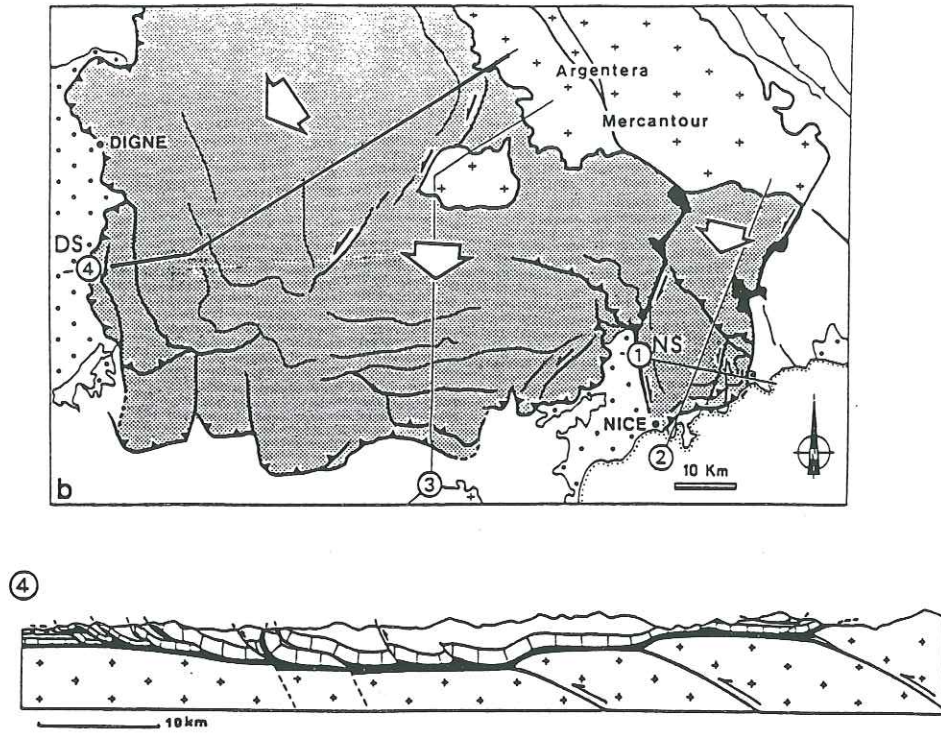 Argentera
Mercantour
DIGNE
DS
4
1
NS
NICE
2
3
10 Km
b
4
10km